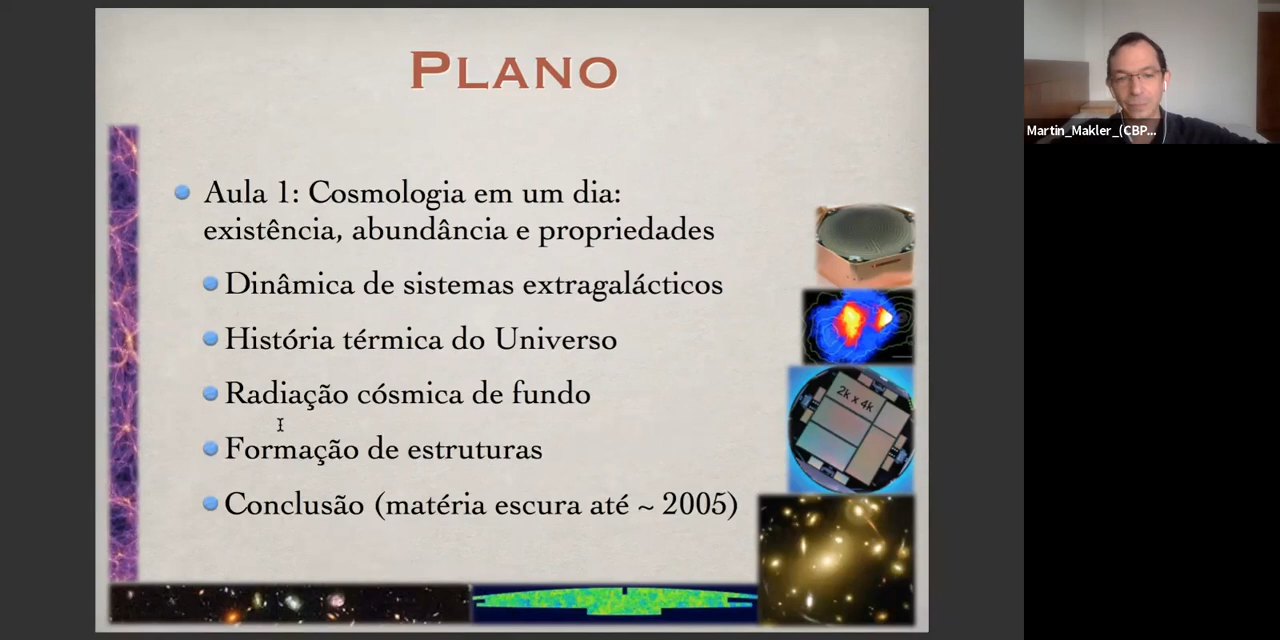 PLANO
Aula 1: Cosmologia em um dia:
existência, abundância e propriedades
Dinâmica de sistemas extragalácticos
História térmica do Universo
Radiação cósmica de fundo
Formação de estruturas
Conclusão (matéria escura até ~ 2005)
2k x 4k
Martin_Makler_(CBP...